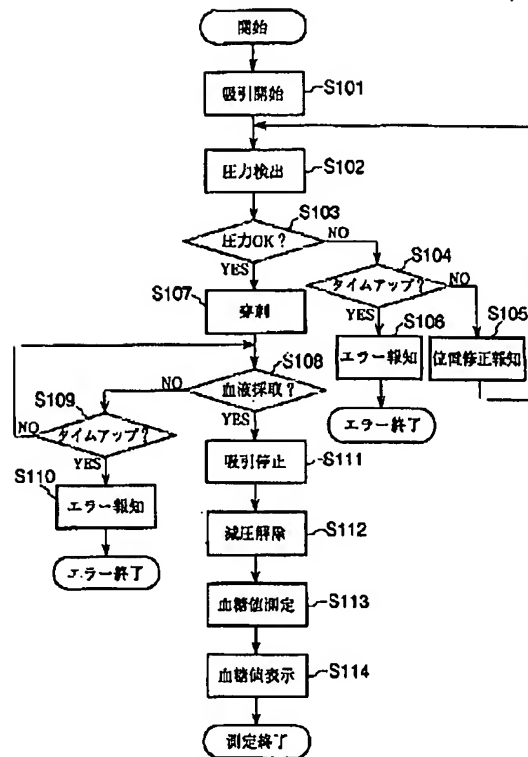 開始
吸引開始
S101
圧力検出
S102
S103
圧力OK?
NO
YES
S104
タイムアップ?
NO
YES
S105
位置修正報知
S106
エラー報知
エラー終了
S107
穿刺
S108
血液採取?
NO
YES
S109
タイムアップ?
NO
YES
S110
エラー報知
エラー終了
吸引停止
S111
減圧解除
S112
血糖値測定
S113
血糖値表示
S114
測定終了